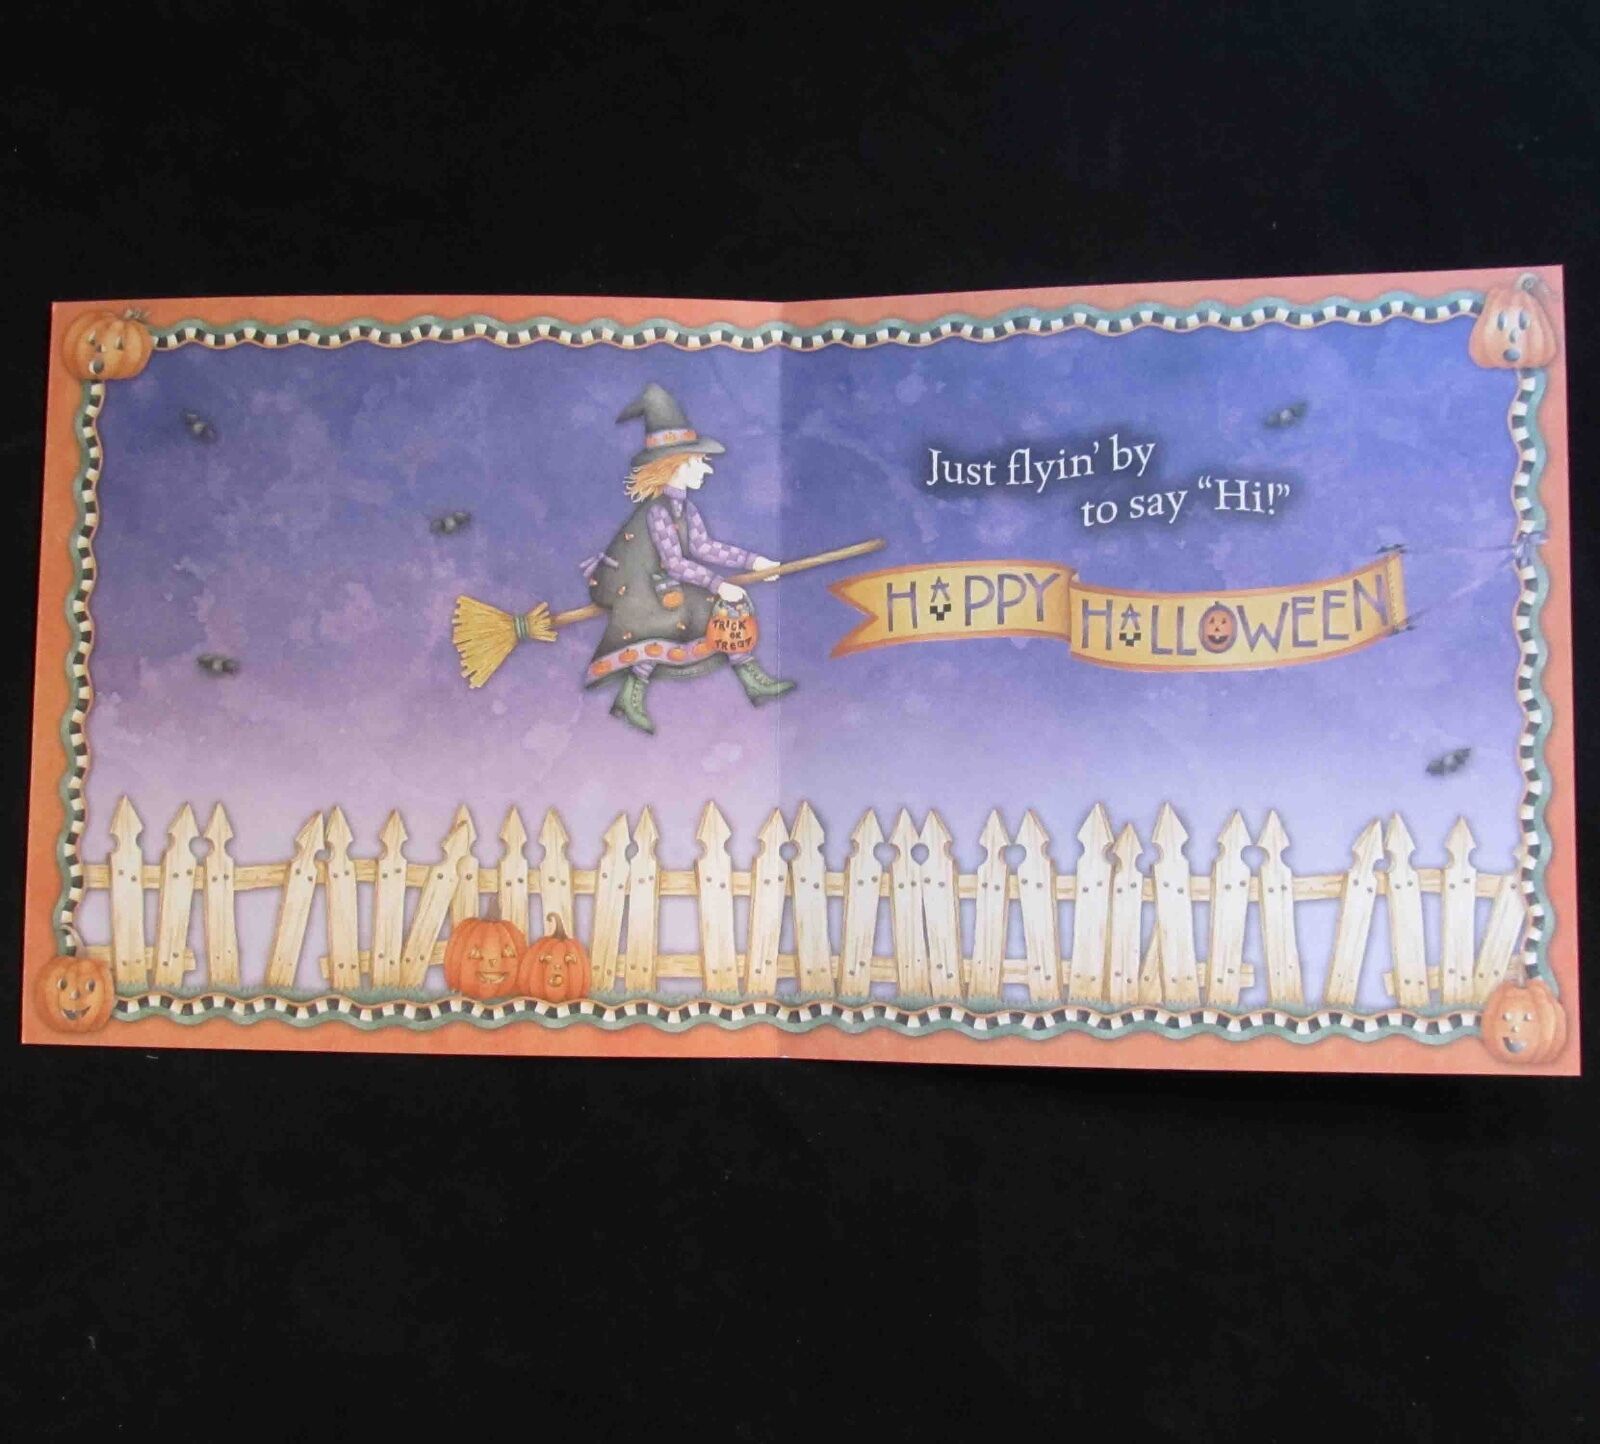 Just flyin' by
to say “Hi!”
HAPPY HALLOWEEN
TRICK
OR
TREAT